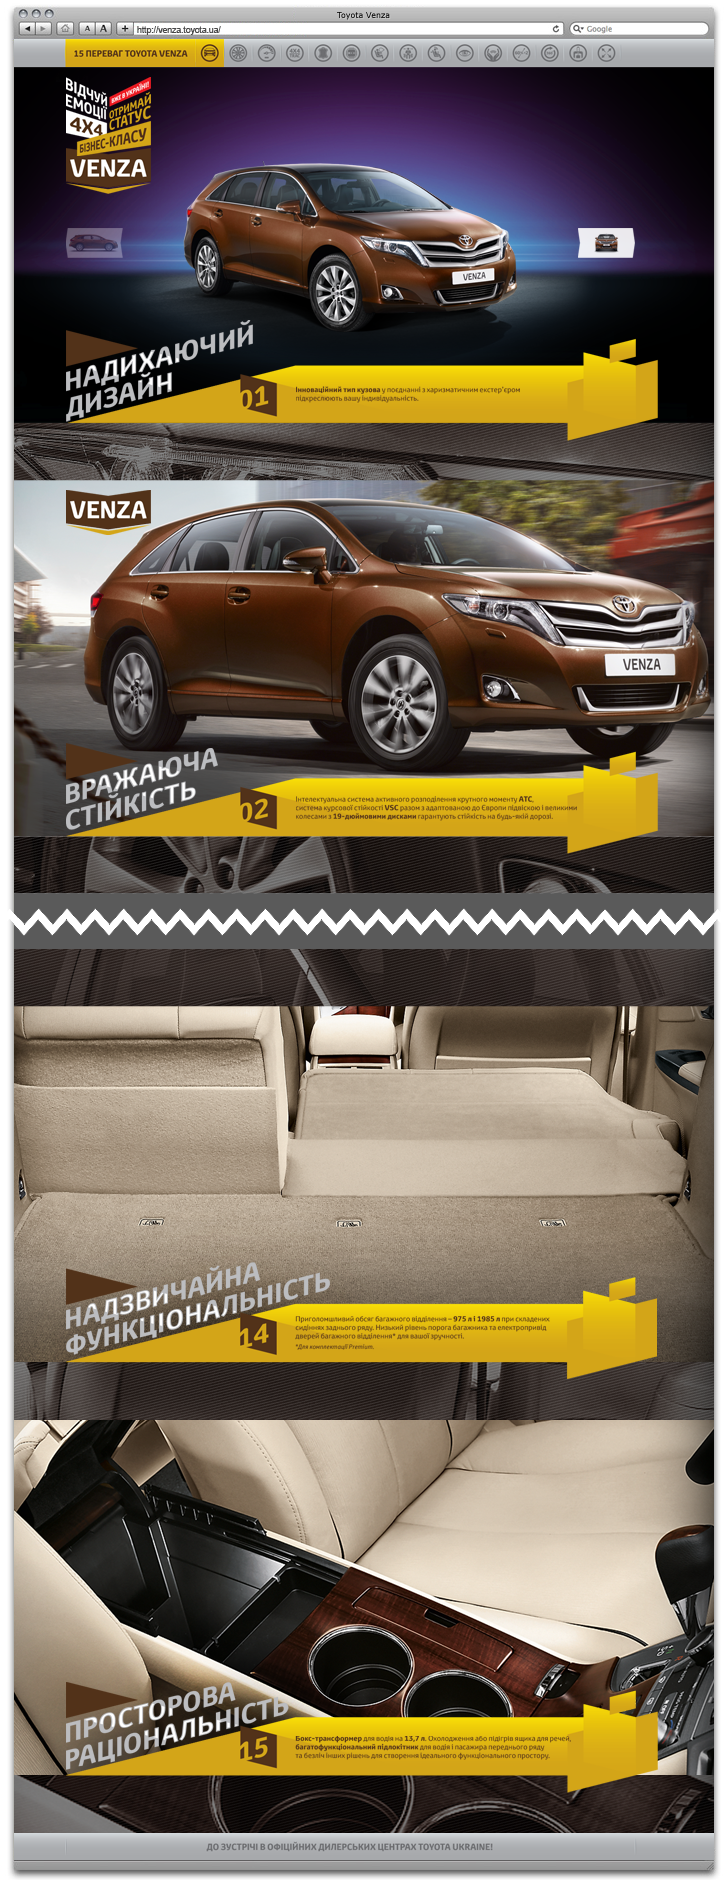 Toyota Venza
A A + http://venza.toyota.ua/ Google
15 ПЕРЕВАГ TOYOTA VENZA
ВІДЧУЙ
ЕМОЦІЇ
ВЖЕ В УКРАЇНІ!
ОТРИМАЙ
СТАТУС
4X4
БІЗНЕС-КЛАСУ
VENZA
VENZA
НАДИХАЮЧИЙ
ДИЗАЙН
01
Інноваційний тип кузова у поєднанні з харизматичним екстер'єром
підкреслюють вашу індивідуальність.
VENZA
VENZA
ВРАЖАЮЧА
СТІЙКІСТЬ
02
Інтелектуальна система активного розподілення крутного моменту ATC,
система курсової стійкості VSC разом з адаптованою до Європи підвіскою і великими
колесами з 19-дюймовими дисками гарантують стійкість на будь-якій дорозі.
НАДЗВИЧАЙНА
ФУНКЦІОНАЛЬНІСТЬ
14
Приголомшливий обсяг багажного відділення – 975 л і 1985 л при складених
сидіннях заднього ряду. Низький рівень порога багажника та електропривід
дверей багажного відділення* для вашої зручності.
*Для комплектації Premium.
ПРОСТОРОВА
РАЦІОНАЛЬНІСТЬ
15
Бокс-трансформер для водія на 13,7 л. Охолодження або підігрів ящика для речей,
багатофункціональний підлокітник для водія і пасажира переднього ряду
та безліч інших рішень для створення ідеального функціонального простору.
ДО ЗУСТРІЧІ В ОФІЦІЙНИХ ДИЛЕРСЬКИХ ЦЕНТРАХ TOYOTA UKRAINE!